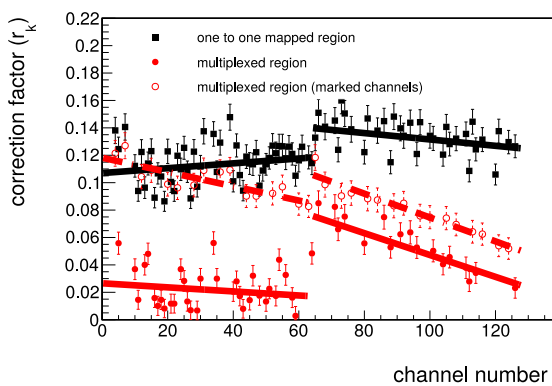 correction factor (r_k)
0.24
0.22
0.2
0.18
0.16
0.14
0.12
0.1
0.08
0.06
0.04
0.02
0
one to one mapped region
multiplexed region
multiplexed region (marked channels)
0 20 40 60 80 100 120
channel number